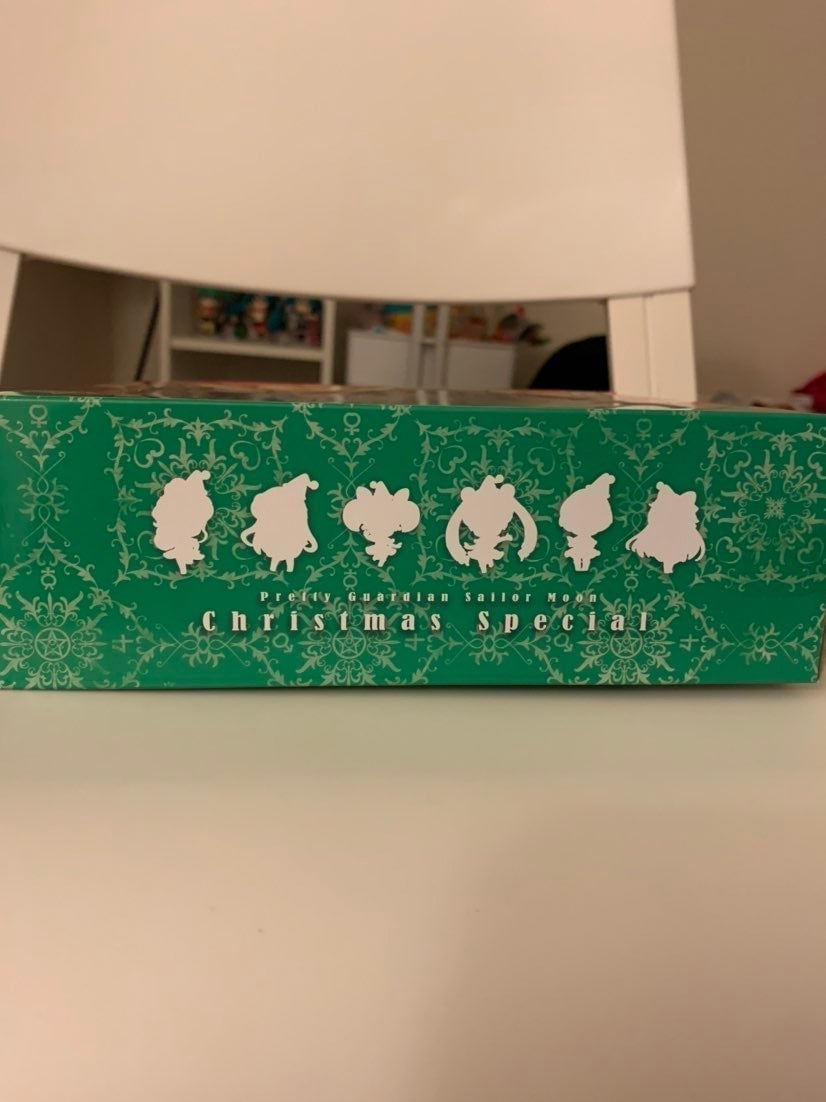 Pretty Guardian Sailor Moon
Christmas Special